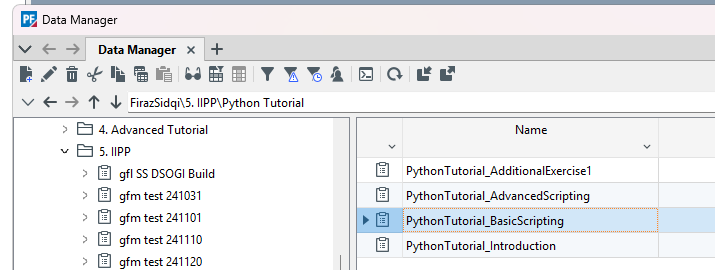 PF Data Manager
Data Manager
FirazSidqi\5. IIPP\Python Tutorial
4. Advanced Tutorial
5. IIPP
gfl SS DSOGI Build
gfm test 241031
gfm test 241101
gfm test 241110
gfm test 241120
Name
PythonTutorial_AdditionalExercise1
PythonTutorial_AdvancedScripting
PythonTutorial_BasicScripting
PythonTutorial_Introduction